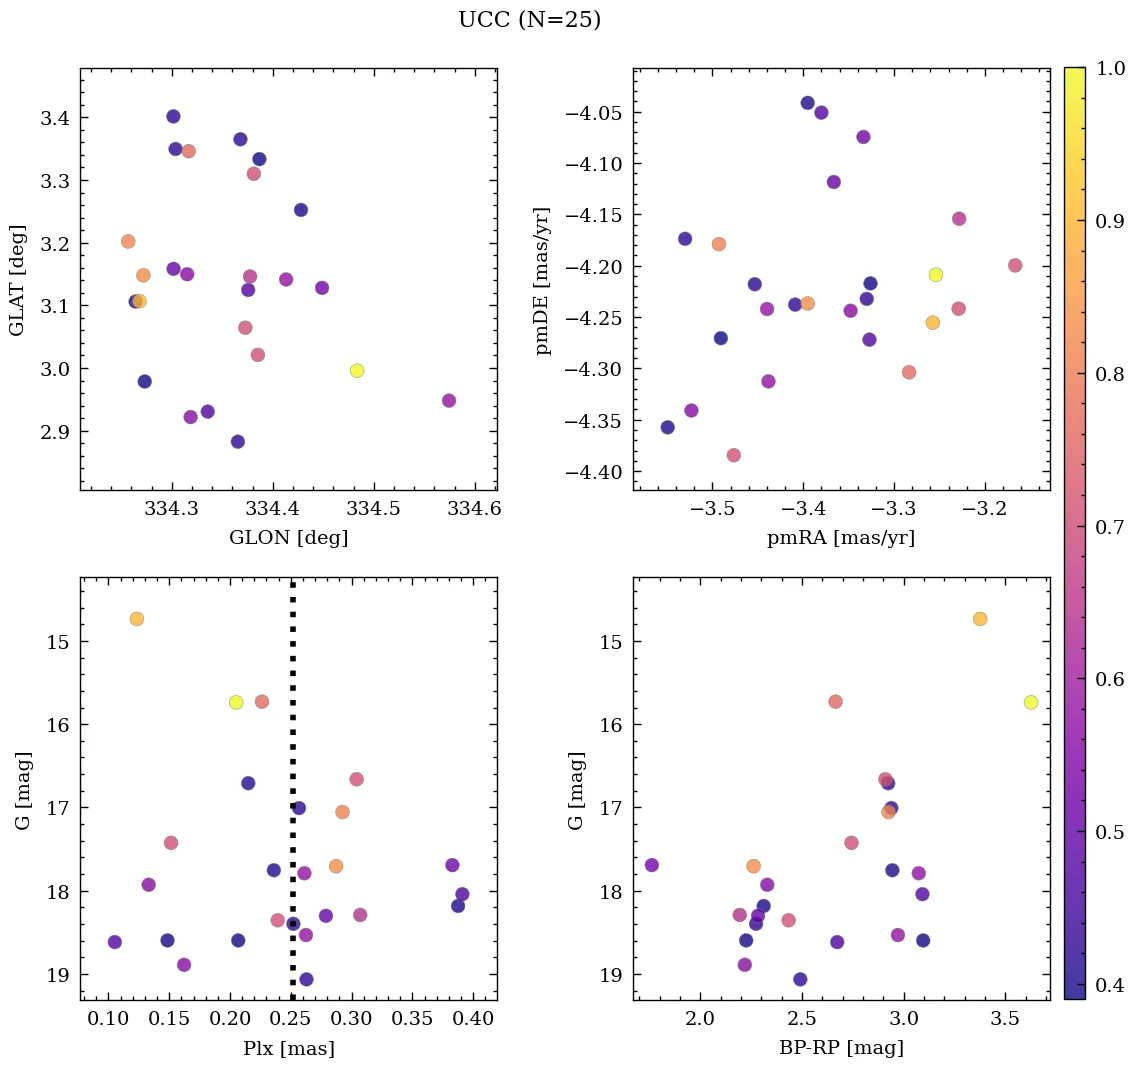 UCC (N=25)
3.4
3.3
3.2
3.1
3.0
2.9
GLAT [deg]
334.3 334.4 334.5 334.6
GLON [deg]
−4.05
−4.10
−4.15
−4.20
−4.25
−4.30
−4.35
−4.40
pmDE [mas/yr]
−3.5 −3.4 −3.3 −3.2
pmRA [mas/yr]
15
16
17
18
19
G [mag]
0.10 0.15 0.20 0.25 0.30 0.35 0.40
Plx [mas]
15
16
17
18
19
G [mag]
2.0 2.5 3.0 3.5
BP-RP [mag]
1.0
0.9
0.8
0.7
0.6
0.5
0.4